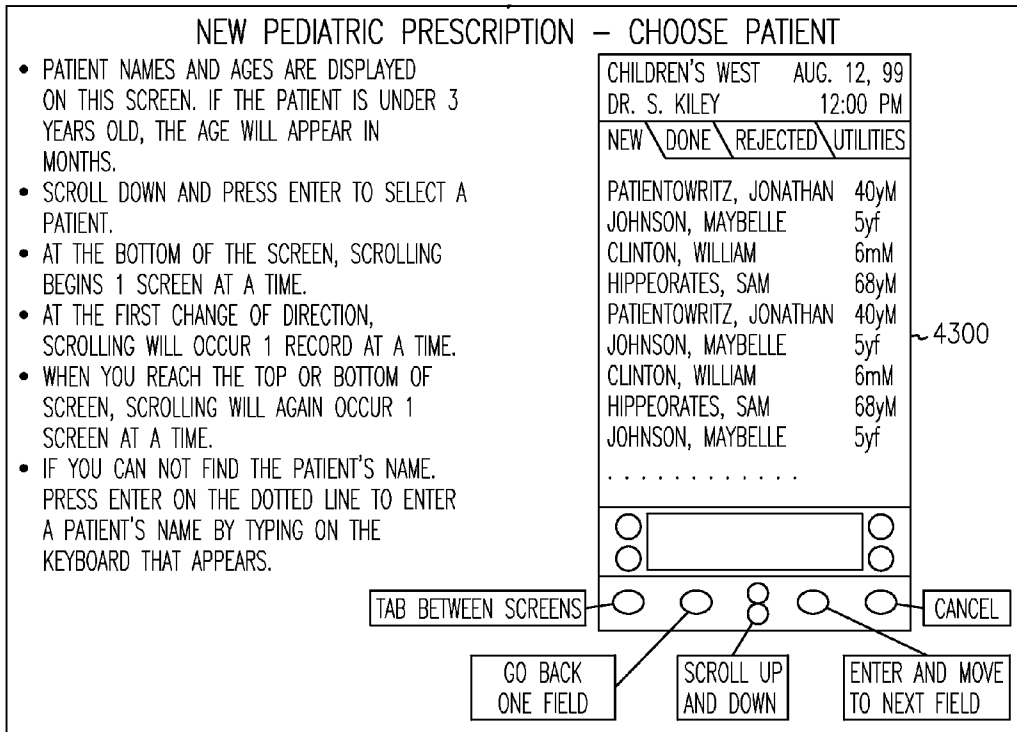 NEW PEDIATRIC PRESCRIPTION – CHOOSE PATIENT
• PATIENT NAMES AND AGES ARE DISPLAYED
ON THIS SCREEN. IF THE PATIENT IS UNDER 3
YEARS OLD, THE AGE WILL APPEAR IN
MONTHS.
• SCROLL DOWN AND PRESS ENTER TO SELECT A
PATIENT.
• AT THE BOTTOM OF THE SCREEN, SCROLLING
BEGINS 1 SCREEN AT A TIME.
• AT THE FIRST CHANGE OF DIRECTION,
SCROLLING WILL OCCUR 1 RECORD AT A TIME.
• WHEN YOU REACH THE TOP OR BOTTOM OF
SCREEN, SCROLLING WILL AGAIN OCCUR 1
SCREEN AT A TIME.
• IF YOU CAN NOT FIND THE PATIENT'S NAME.
PRESS ENTER ON THE DOTTED LINE TO ENTER
A PATIENT'S NAME BY TYPING ON THE
KEYBOARD THAT APPEARS.
CHILDREN'S WEST AUG. 12, 99
DR. S. KILEY 12:00 PM
NEW DONE REJECTED UTILITIES
PATIENTOWRITZ, JONATHAN 40yM
JOHNSON, MAYBELLE 5yf
CLINTON, WILLIAM 6mM
HIPPEORATES, SAM 68yM
PATIENTOWRITZ, JONATHAN 40yM
JOHNSON, MAYBELLE 5yf
CLINTON, WILLIAM 6mM
HIPPEORATES, SAM 68yM
JOHNSON, MAYBELLE 5yf
. . . . . . . . . . . .
4300
TAB BETWEEN SCREENS
CANCEL
GO BACK
ONE FIELD
SCROLL UP
AND DOWN
ENTER AND MOVE
TO NEXT FIELD